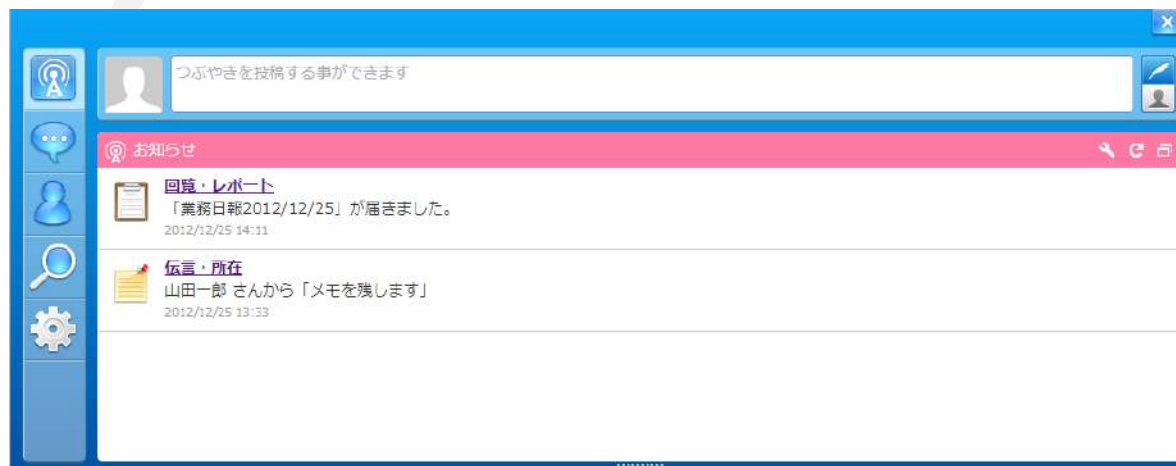 つぶやきを投稿する事ができます
お知らせ
回覧・レポート
「業務日報2012/12/25」が届きました。
2012/12/25 14:11
伝言・所在
山田一郎 さんから「メモを残します」
2012/12/25 13:33